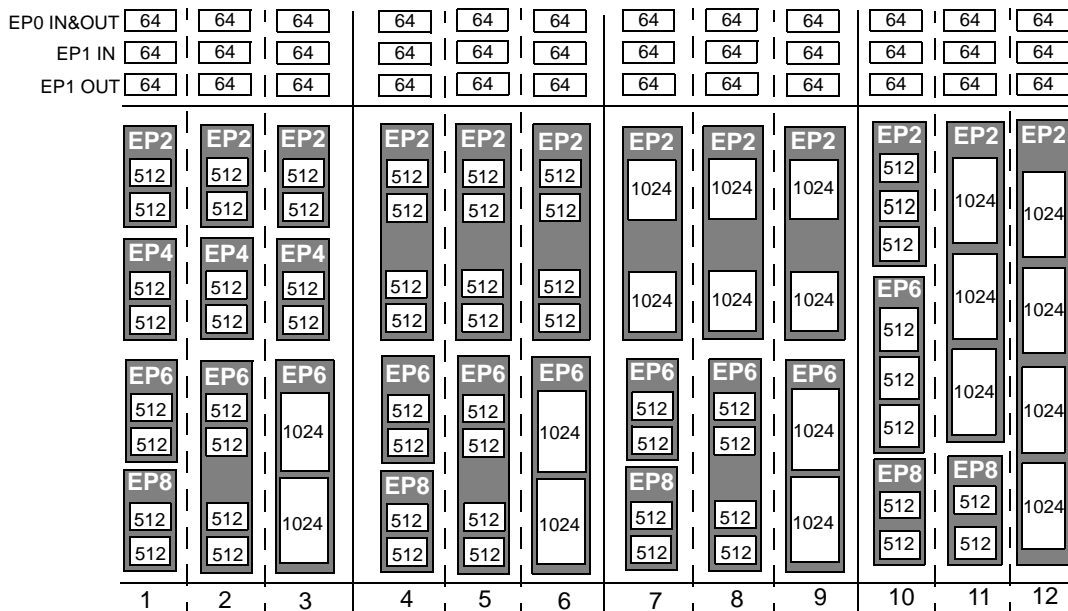 EP0 IN&OUT 64 64 64 64 64 64 64 64 64 64 64 64
EP1 IN 64 64 64 64 64 64 64 64 64 64 64 64
EP1 OUT 64 64 64 64 64 64 64 64 64 64 64 64
EP2 EP2 EP2 EP2 EP2 EP2 EP2 EP2 EP2 EP2 EP2 EP2
512 512 512 512 512 512 1024 1024 1024 512 1024 1024
512 512 512 512 512 512 512
EP4 EP4 EP4 512
512 512 512 512 512 512 1024 1024 1024 EP6 1024 1024
512 512 512 512 512 512 512
EP6 EP6 EP6 EP6 EP6 EP6 EP6 EP6 EP6 512 1024
512 512 1024 512 512 1024 512 512 1024 512 1024
512 512 512 512 512 512
EP8 EP8 EP8 EP8 EP8
512 512 1024 512 512 1024 512 512 1024 512 512 1024
512 512 512 512 512 512 512 512
1 2 3 4 5 6 7 8 9 10 11 12